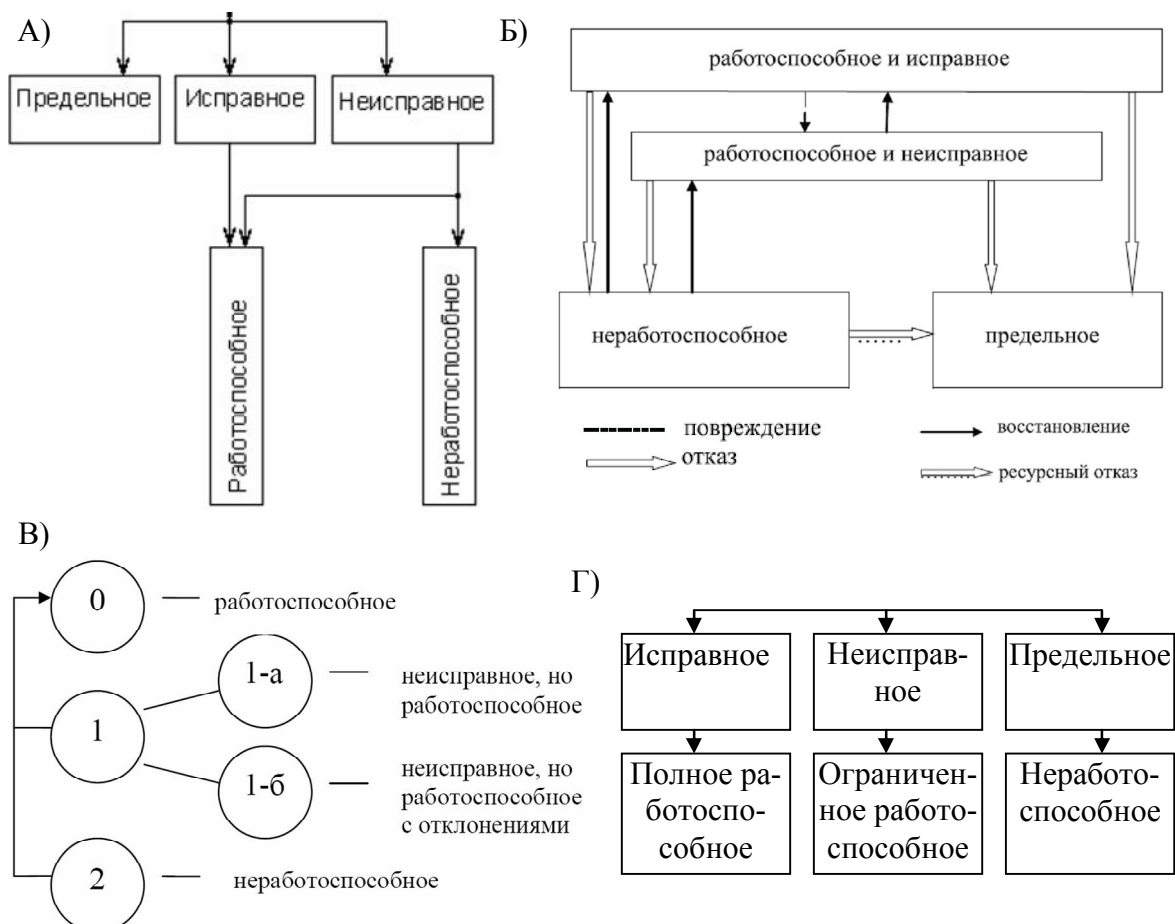 А)
Предельное
Исправное
Неисправное
Работоспособное
Неработоспособное
Б)
работоспособное и исправное
работоспособное и неисправное
неработоспособное
предельное
повреждение
восстановление
отказ
ресурсный отказ
В)
0
работоспособное
1
1-а
неисправное, но
работоспособное
1-б
неисправное, но
работоспособное
с отклонениями
2
неработоспособное
Г)
Исправное
Неисправ-
ное
Предельное
Полное ра-
ботоспо-
собное
Ограничен-
ное работо-
способное
Неработо-
способное